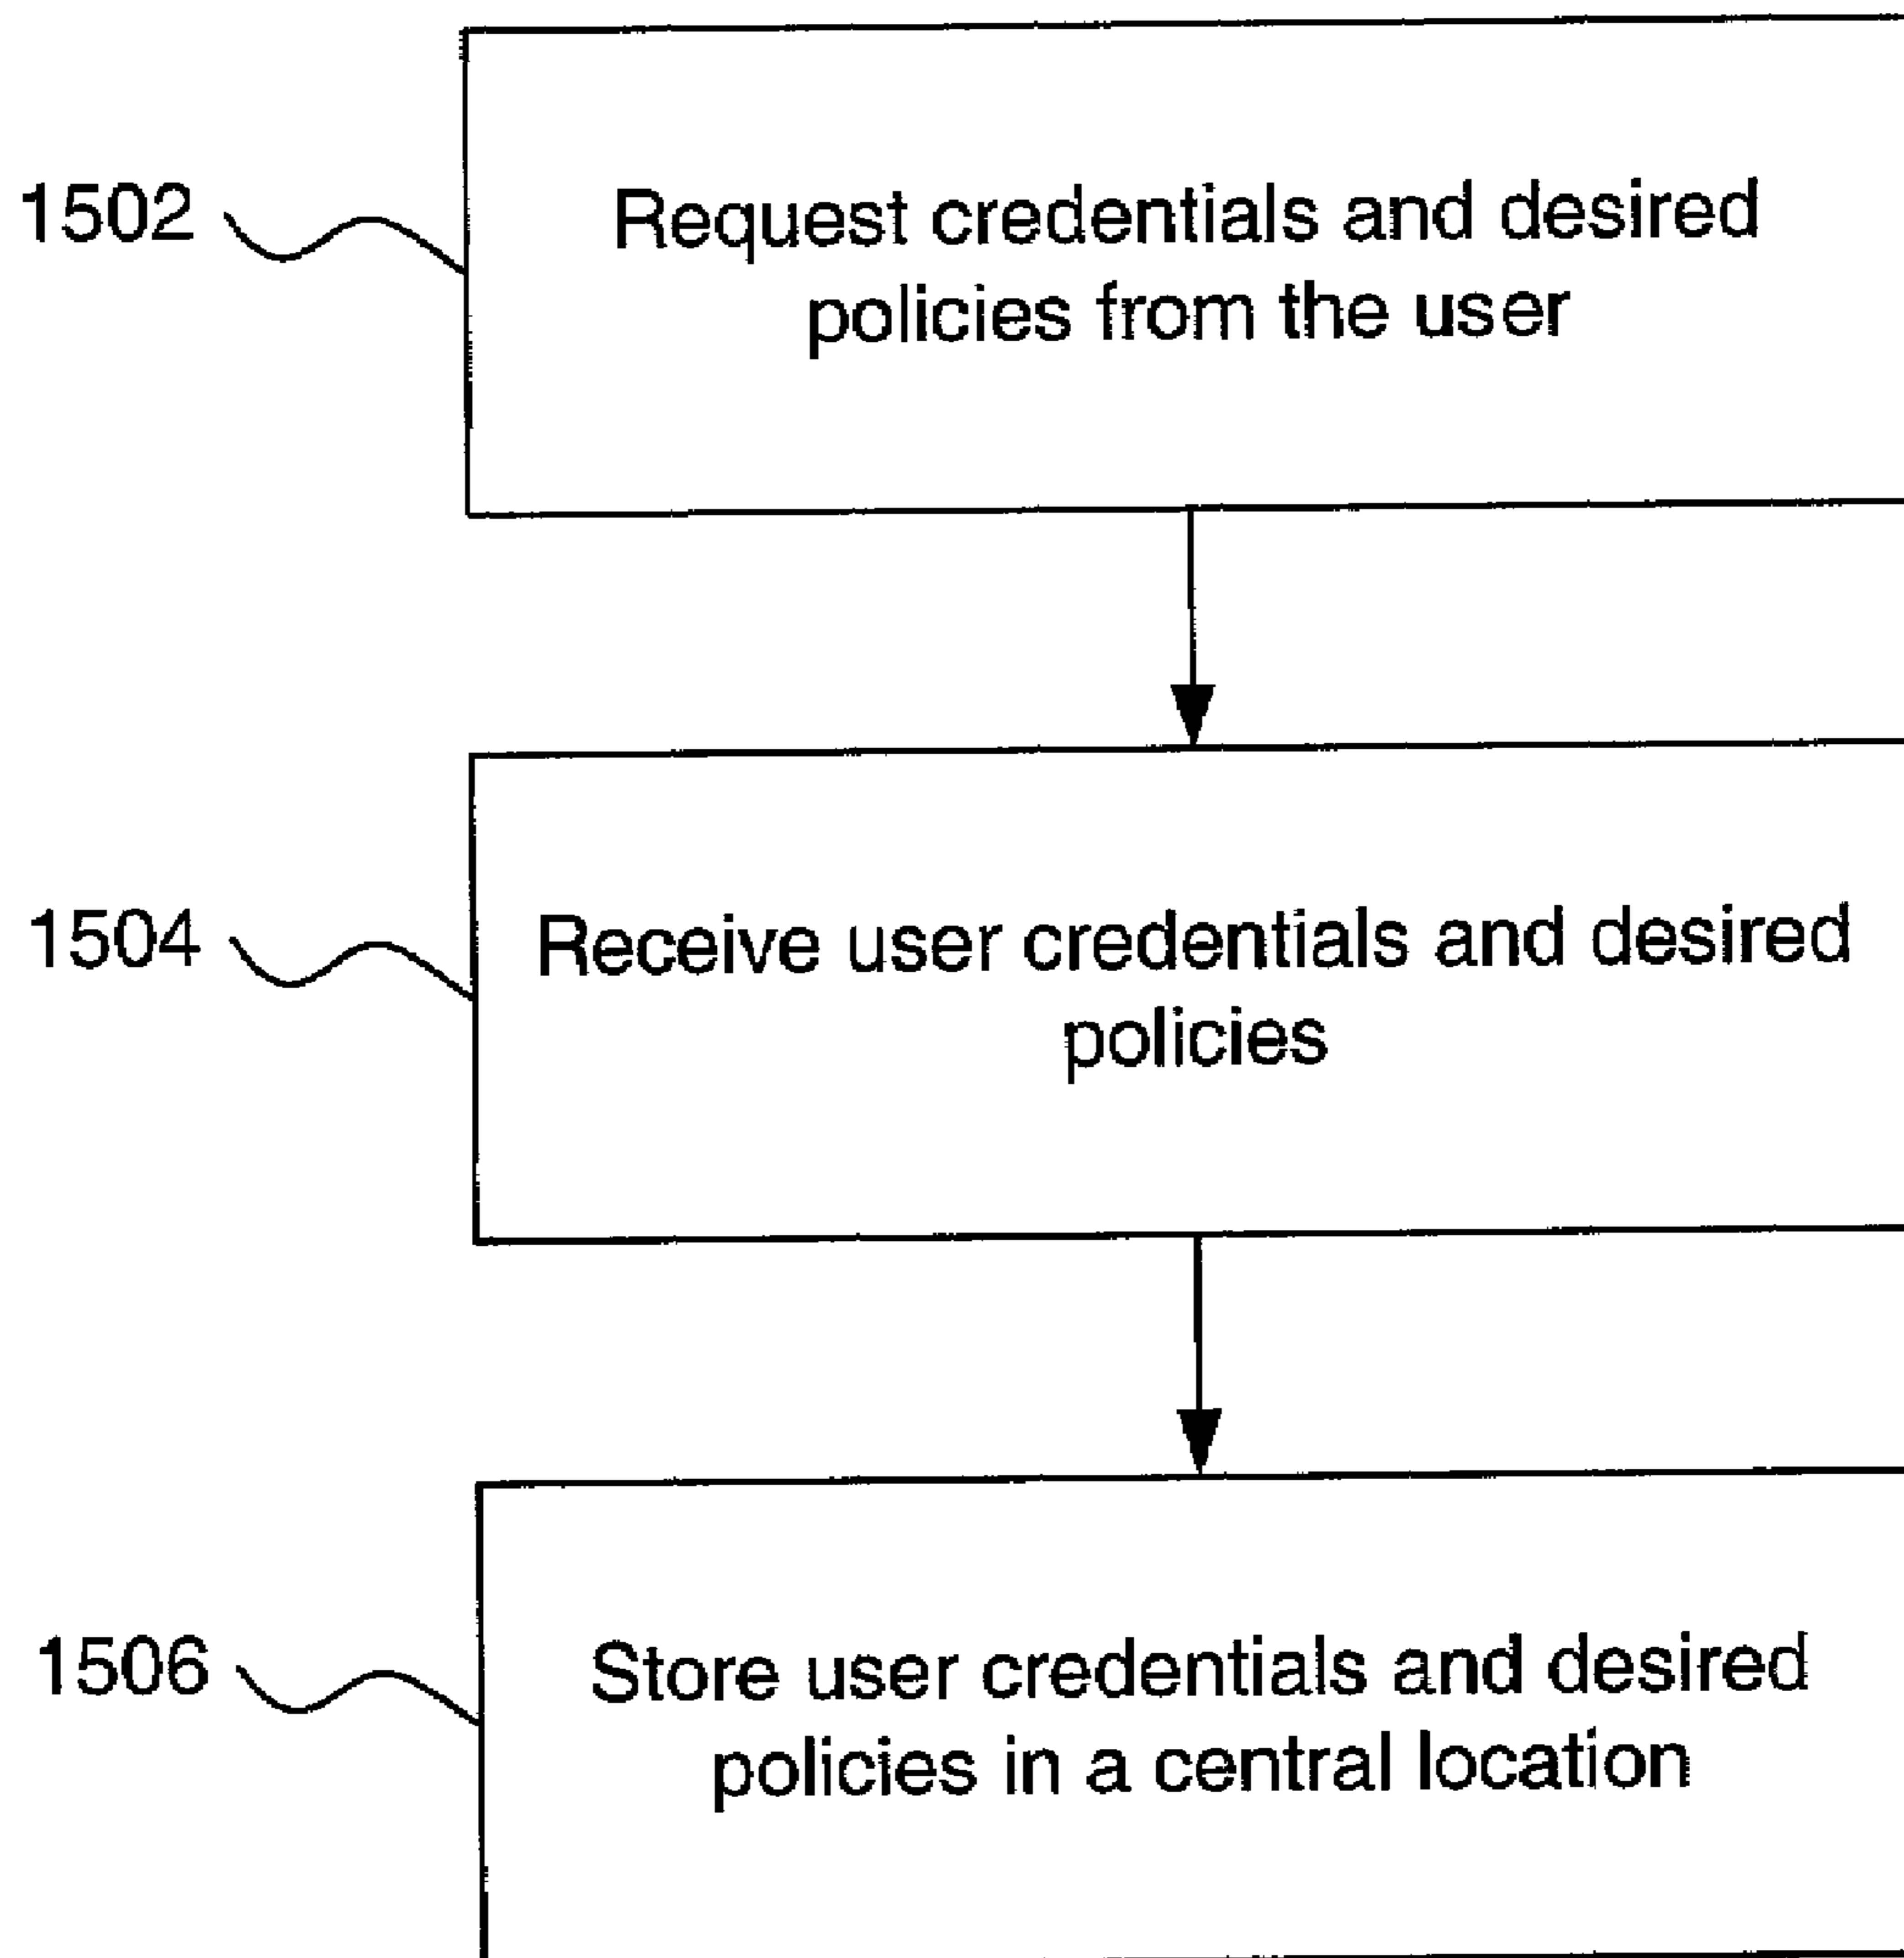 1502
Request credentials and desired
policies from the user
1504
Receive user credentials and desired
policies
1506
Store user credentials and desired
policies in a central location